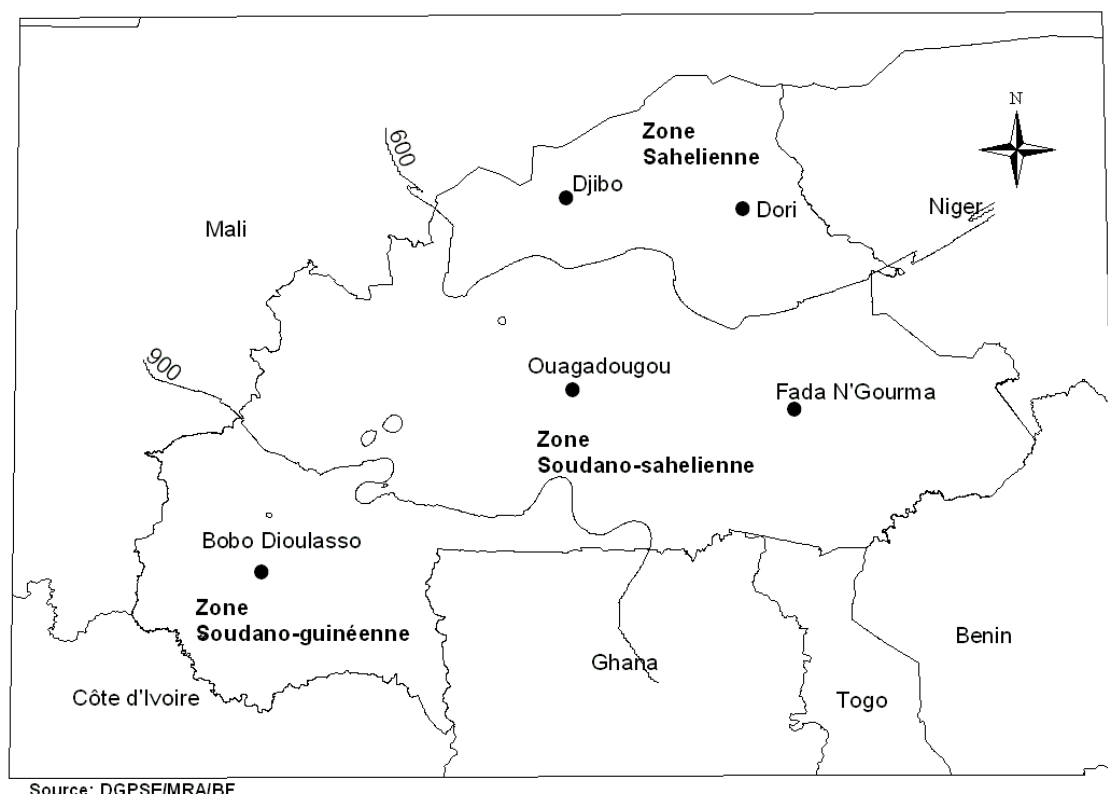 N
600
Zone
Sahelienne
Djibo
Dori
Niger
Mali
900
Ouagadougou
Fada N'Gourma
Zone
Soudano-sahelienne
Bobo Dioulasso
Zone
Soudano-guinéenne
Benin
Ghana
Côte d'Ivoire
Togo
Source: DGPSE/MRA/BF